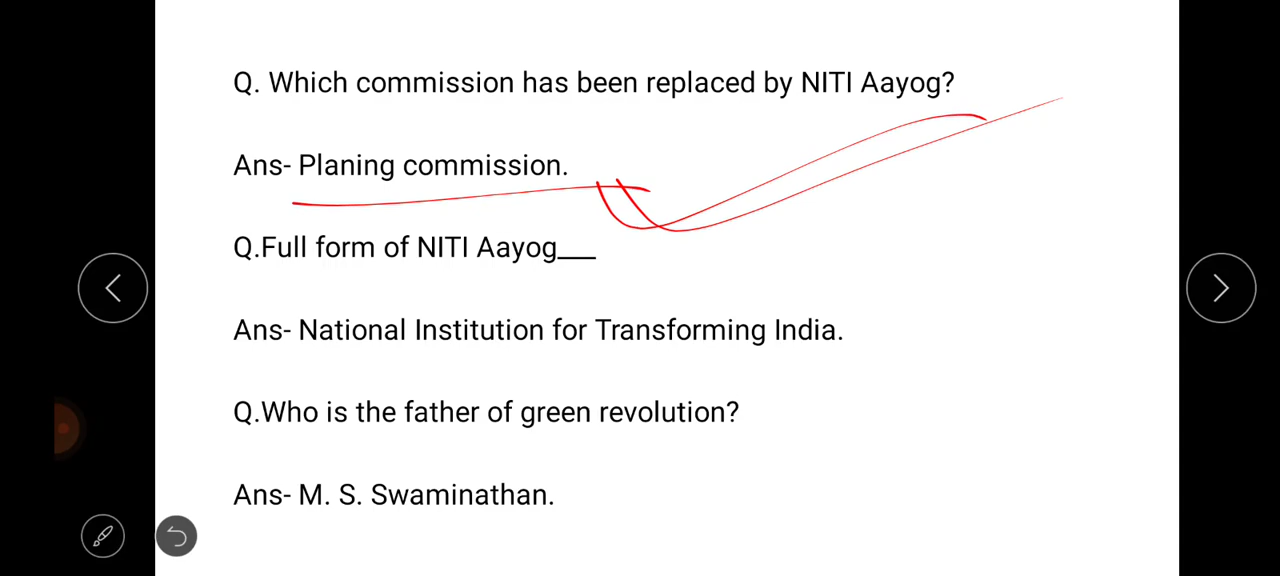 Q. Which commission has been replaced by NITI Aayog?
Ans- Planing commission.
Q.Full form of NITI Aayog___
Ans- National Institution for Transforming India.
Q.Who is the father of green revolution?
Ans- M. S. Swaminathan.